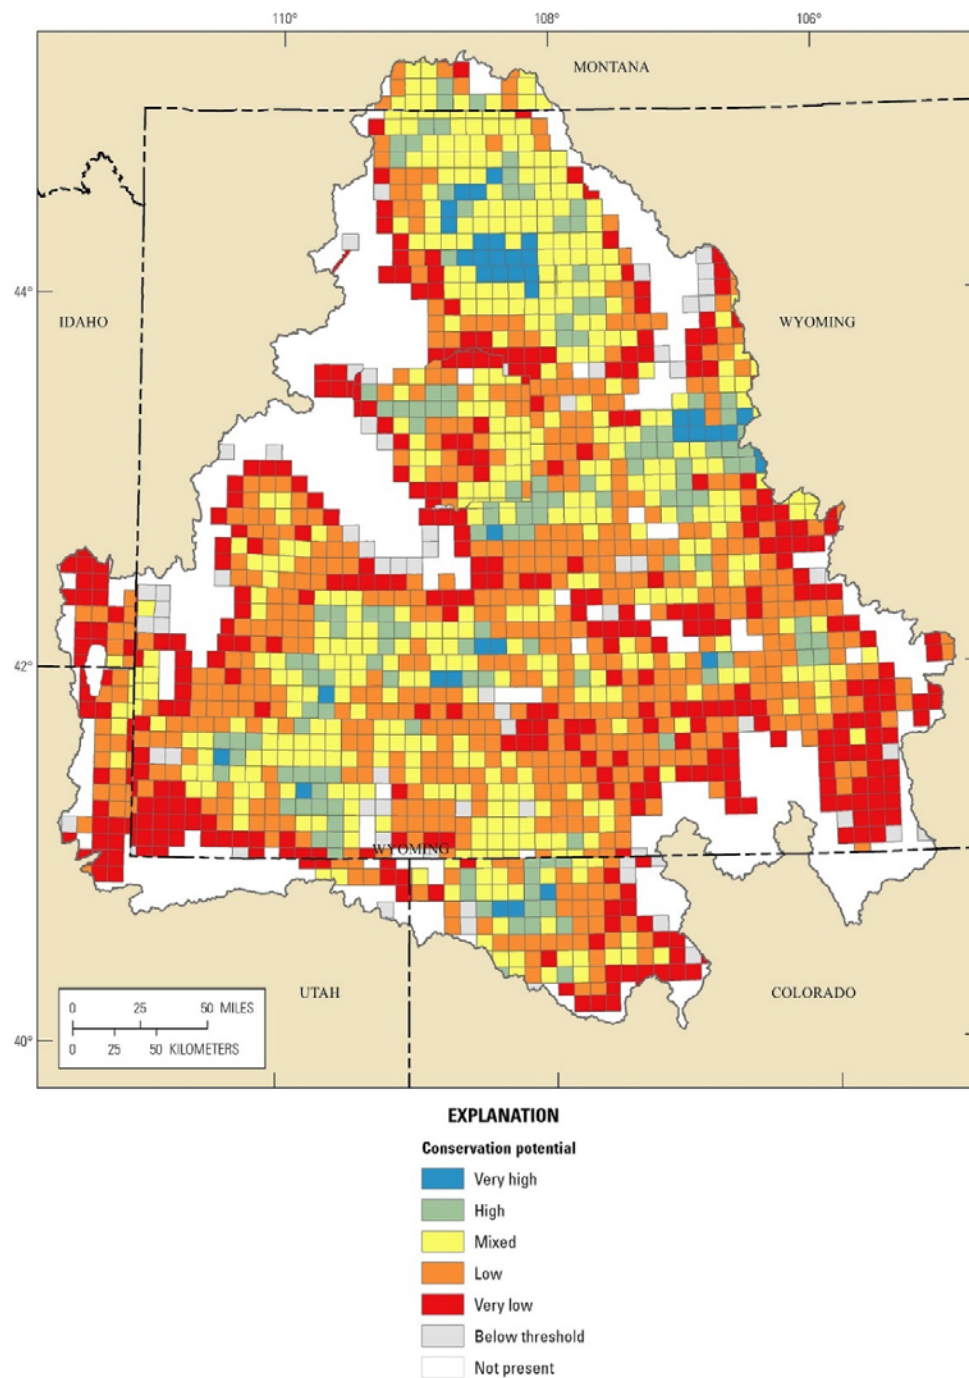 110° 108° 106°
MONTANA
44°
IDAHO WYOMING
42°
WYOMING
UTAH COLORADO
0 25 50 MILES
0 25 50 KILOMETERS
40°
EXPLANATION
Conservation potential
Very high
High
Mixed
Low
Very low
Below threshold
Not present